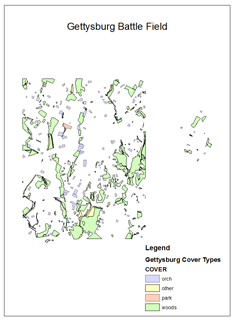 Gettysburg Battle Field
Legend
Gettysburg Cover Types
COVER
orch
other
park
woods